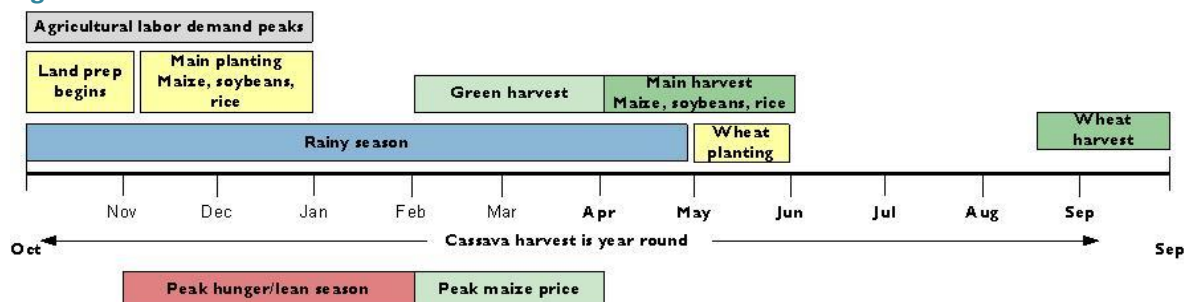 Agricultural labor demand peaks
Land prep
begins
Main planting
Maize, soybeans,
rice
Green harvest
Main harvest
Maize, soybeans, rice
Wheat
harvest
Rainy season
Wheat
planting
Nov Dec Jan Feb Mar Apr May Jun Jul Aug Sep
Oct Cassava harvest is year round Sep
Peak hunger/lean season
Peak maize price